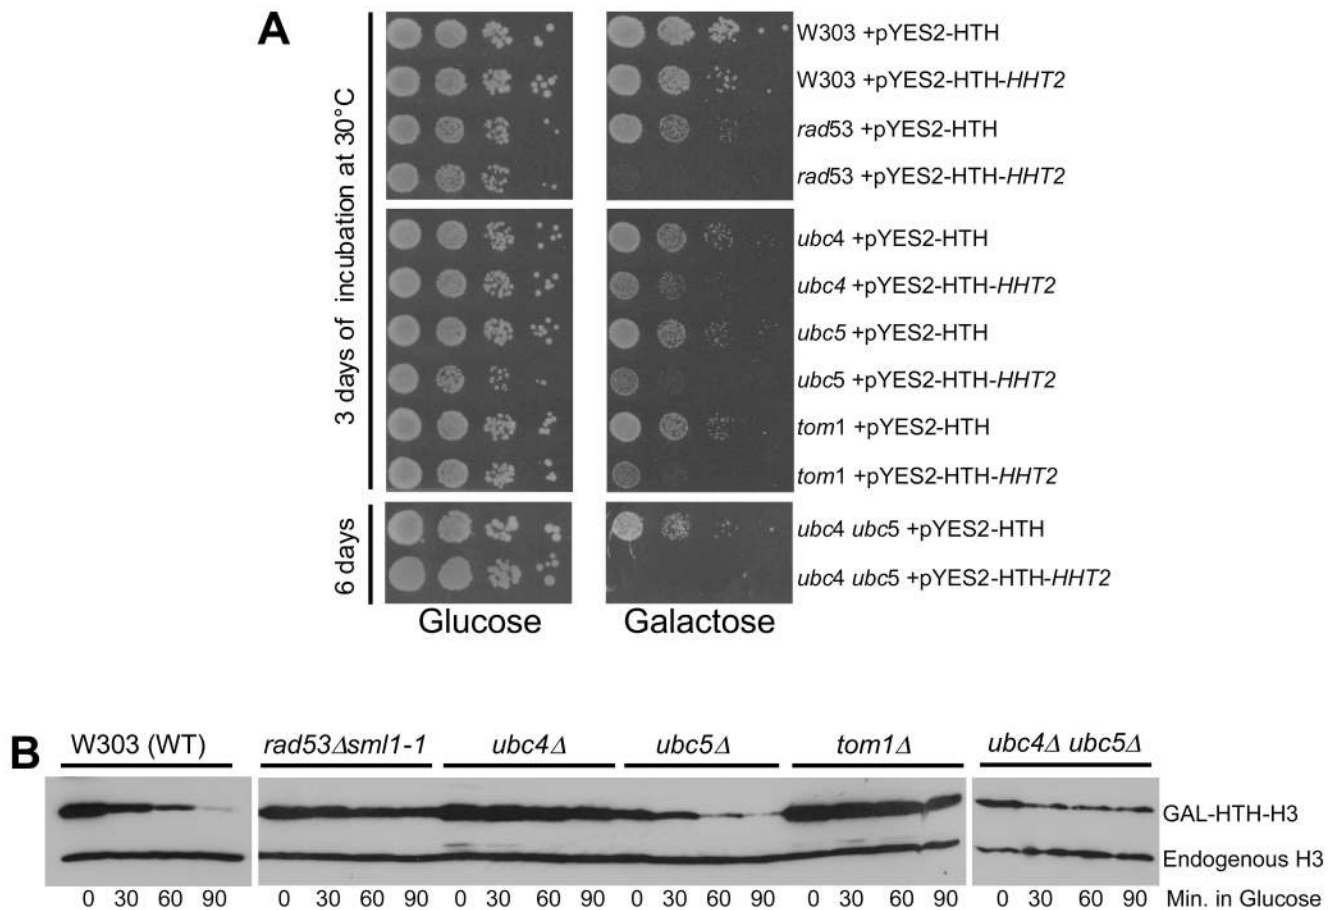 A
3 days of incubation at 30°C
W303 +pYES2-HTH
W303 +pYES2-HTH-HHT2
rad53 +pYES2-HTH
rad53 +pYES2-HTH-HHT2
ubc4 +pYES2-HTH
ubc4 +pYES2-HTH-HHT2
ubc5 +pYES2-HTH
ubc5 +pYES2-HTH-HHT2
tom1 +pYES2-HTH
tom1 +pYES2-HTH-HHT2
6 days
ubc4 ubc5 +pYES2-HTH
ubc4 ubc5 +pYES2-HTH-HHT2
Glucose Galactose
B
W303 (WT) rad53Δsml1-1 ubc4Δ ubc5Δ tom1Δ ubc4Δ ubc5Δ
GAL-HTH-H3
Endogenous H3
0 30 60 90 0 30 60 90 0 30 60 90 0 30 60 90 0 30 60 90 0 30 60 90 Min. in Glucose